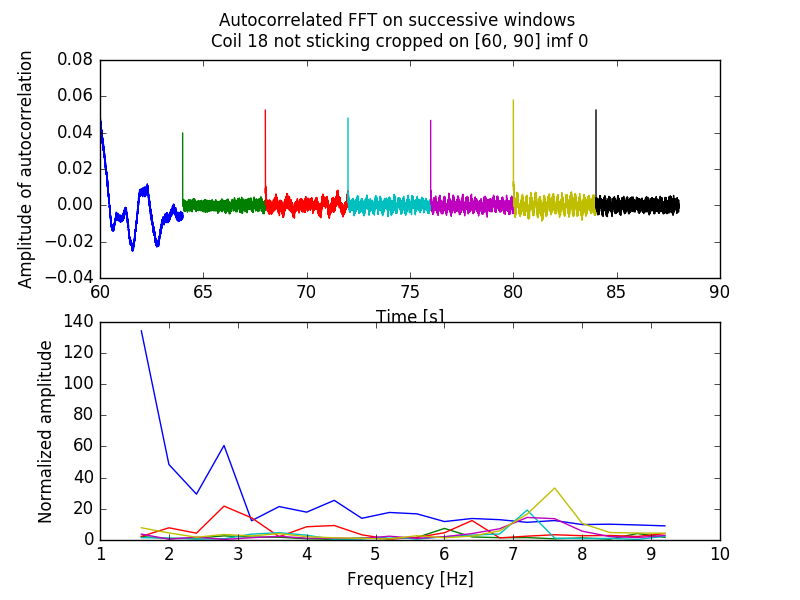 Autocorrelated FFT on successive windows
Coil 18 not sticking cropped on [60, 90] imf 0
Amplitude of autocorrelation
0.08
0.06
0.04
0.02
0.00
−0.02
−0.04
60 65 70 75 80 85 90
Time [s]
Normalized amplitude
140
120
100
80
60
40
20
0
1 2 3 4 5 6 7 8 9 10
Frequency [Hz]